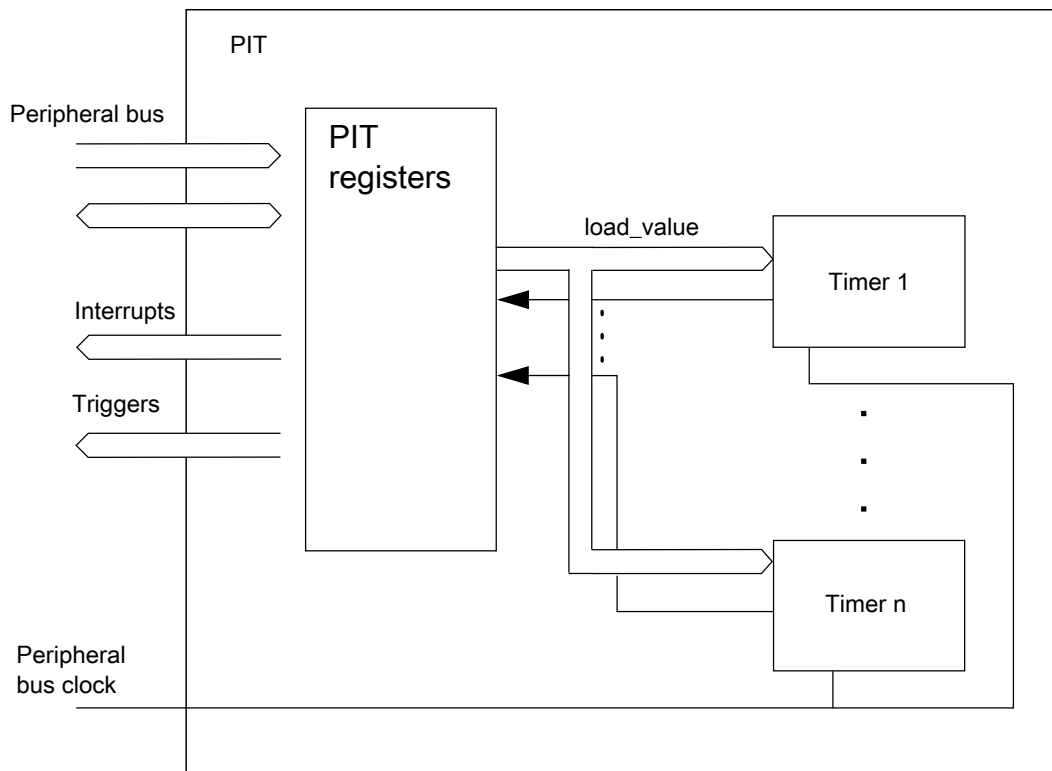 PIT
Peripheral bus
PIT
registers
load_value
Timer 1
Interrupts
Triggers
Timer n
Peripheral
bus clock